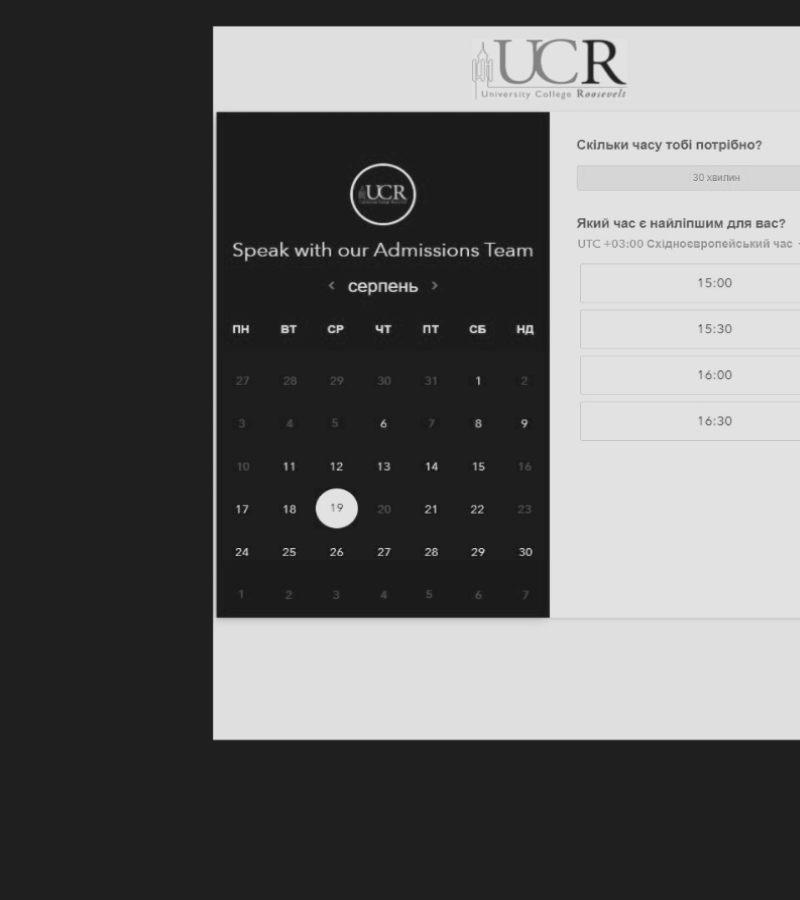 UCR
University College Roosevelt
UCR
Speak with our Admissions Team
< серпень >
ПН ВТ СР ЧТ ПТ СБ НД
27 28 29 30 31 1 2
3 4 5 6 7 8 9
10 11 12 13 14 15 16
17 18 19 20 21 22 23
24 25 26 27 28 29 30
1 2 3 4 5 6 7
Скільки часу тобі потрібно?
30 хвилин
Який час є найліпшим для вас?
UTC +03:00 Східноєвропейський час
15:00
15:30
16:00
16:30